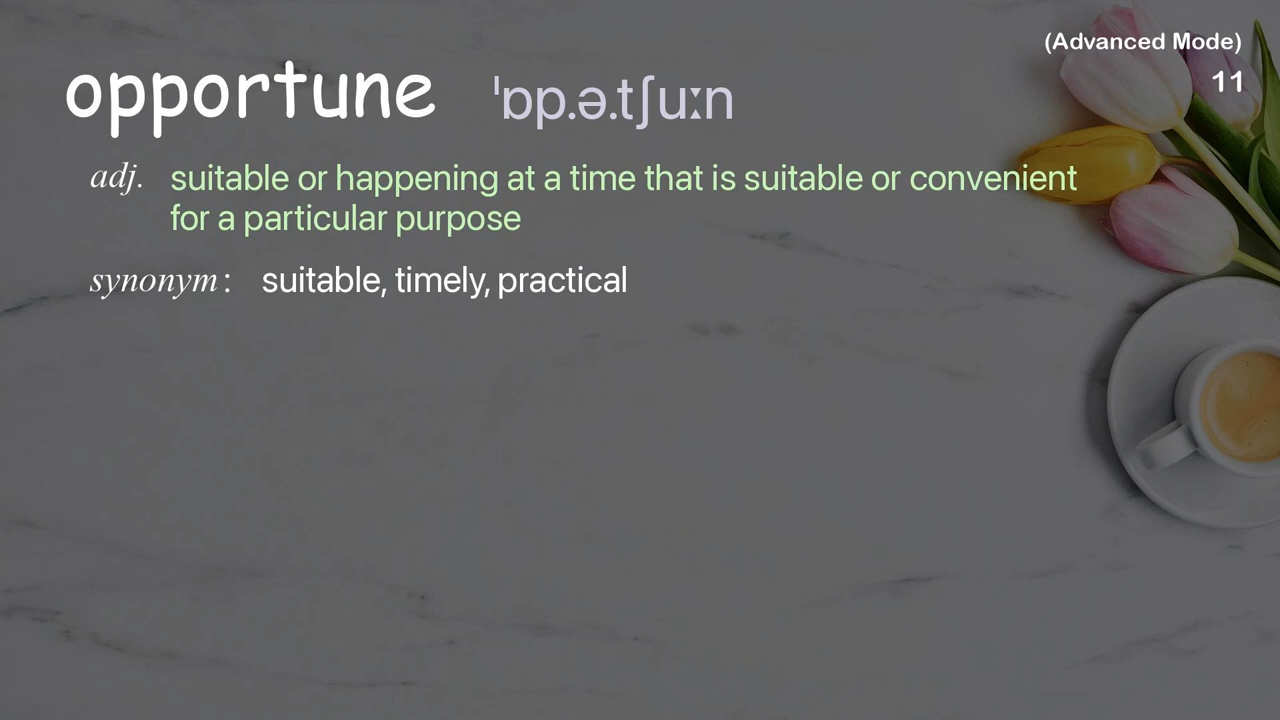 (Advanced Mode)
11
opportune ˈɒp.ə.tʃuːn
adj. suitable or happening at a time that is suitable or convenient
for a particular purpose
synonym: suitable, timely, practical